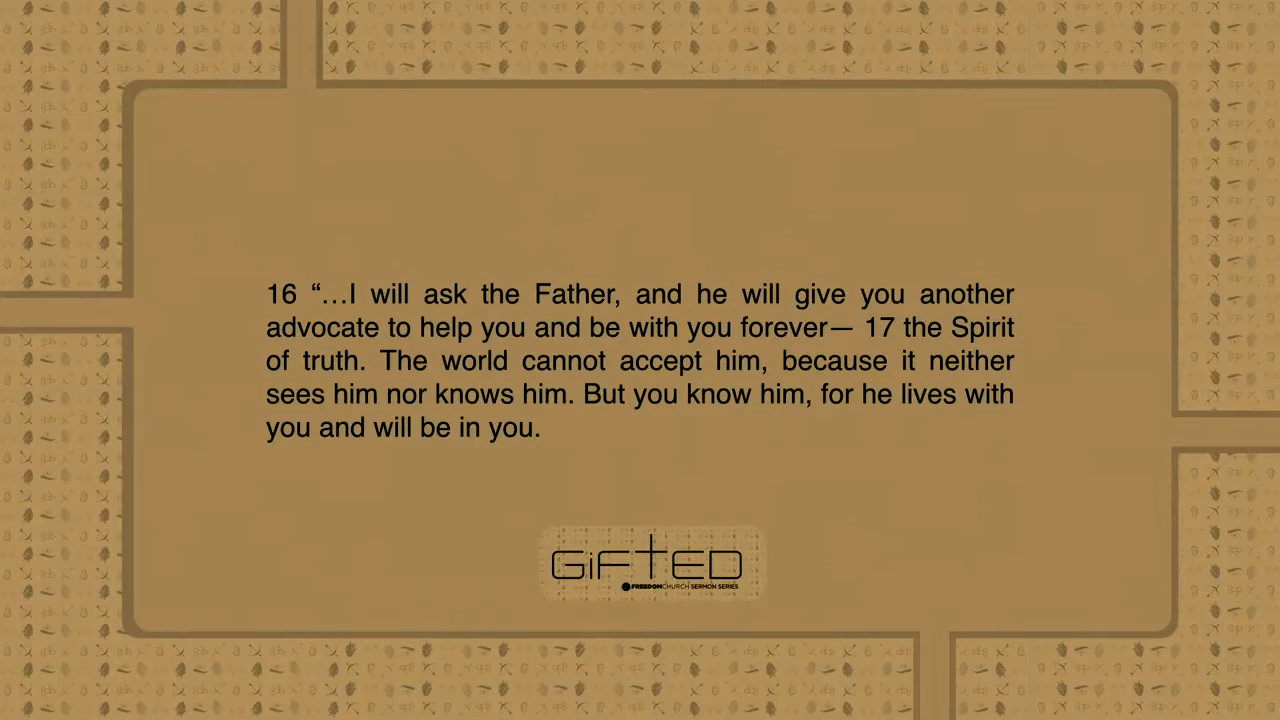 16 “…I will ask the Father, and he will give you another
advocate to help you and be with you forever— 17 the Spirit
of truth. The world cannot accept him, because it neither
sees him nor knows him. But you know him, for he lives with
you and will be in you.
GiFTED
FREEDOMCHURCH SERMON SERIES